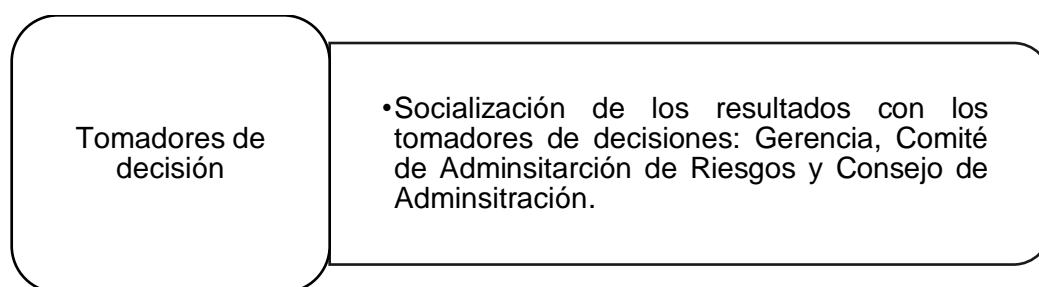 Tomadores de
decisión
•Socialización de los resultados con los
tomadores de decisiones: Gerencia, Comité
de Adminsitarción de Riesgos y Consejo de
Adminsitración.